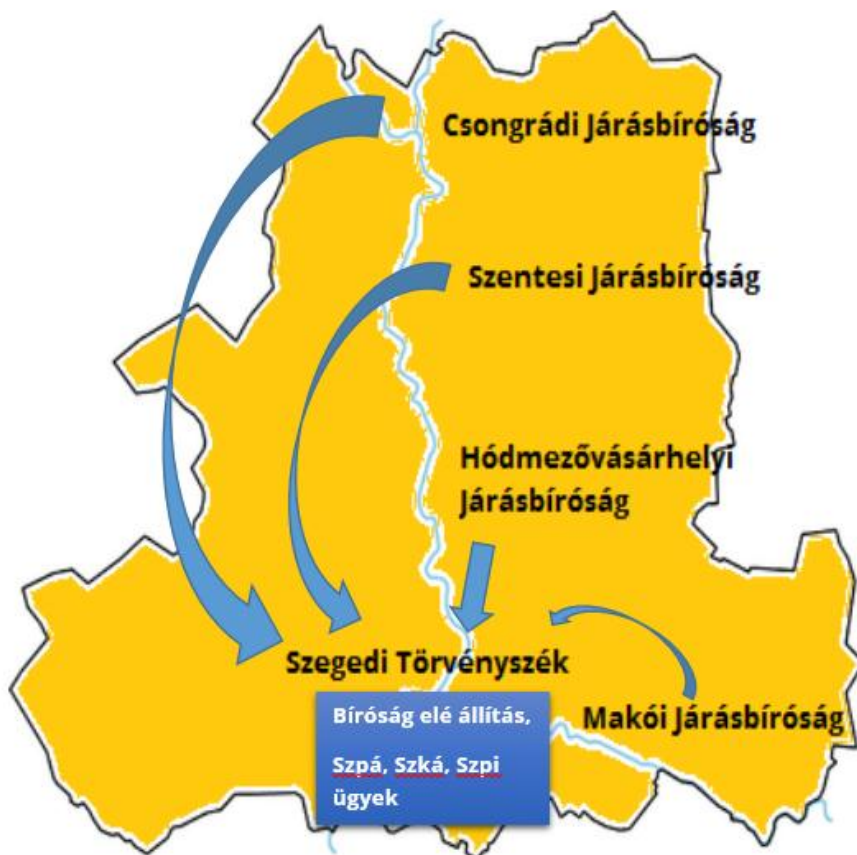 Csongrádi Járásbíróság
Szentesi Járásbíróság
Hódmezővásárhelyi
Járásbíróság
Szegedi Törvényszék
Makói Járásbíróság
Bíróság elé állítás,
Szpá, Szká, Szpi
ügyek